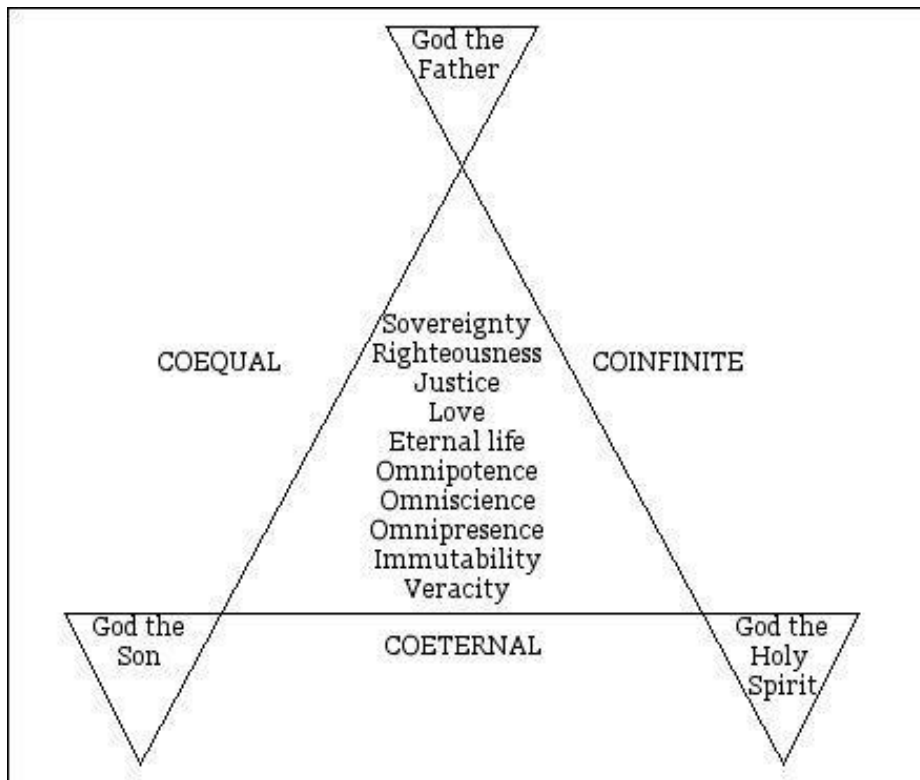 God the
Father
COEQUAL
COINFINITE
Sovereignty
Righteousness
Justice
Love
Eternal life
Omnipotence
Omniscience
Omnipresence
Immutability
Veracity
God the
Son
COETERNAL
God the
Holy
Spirit